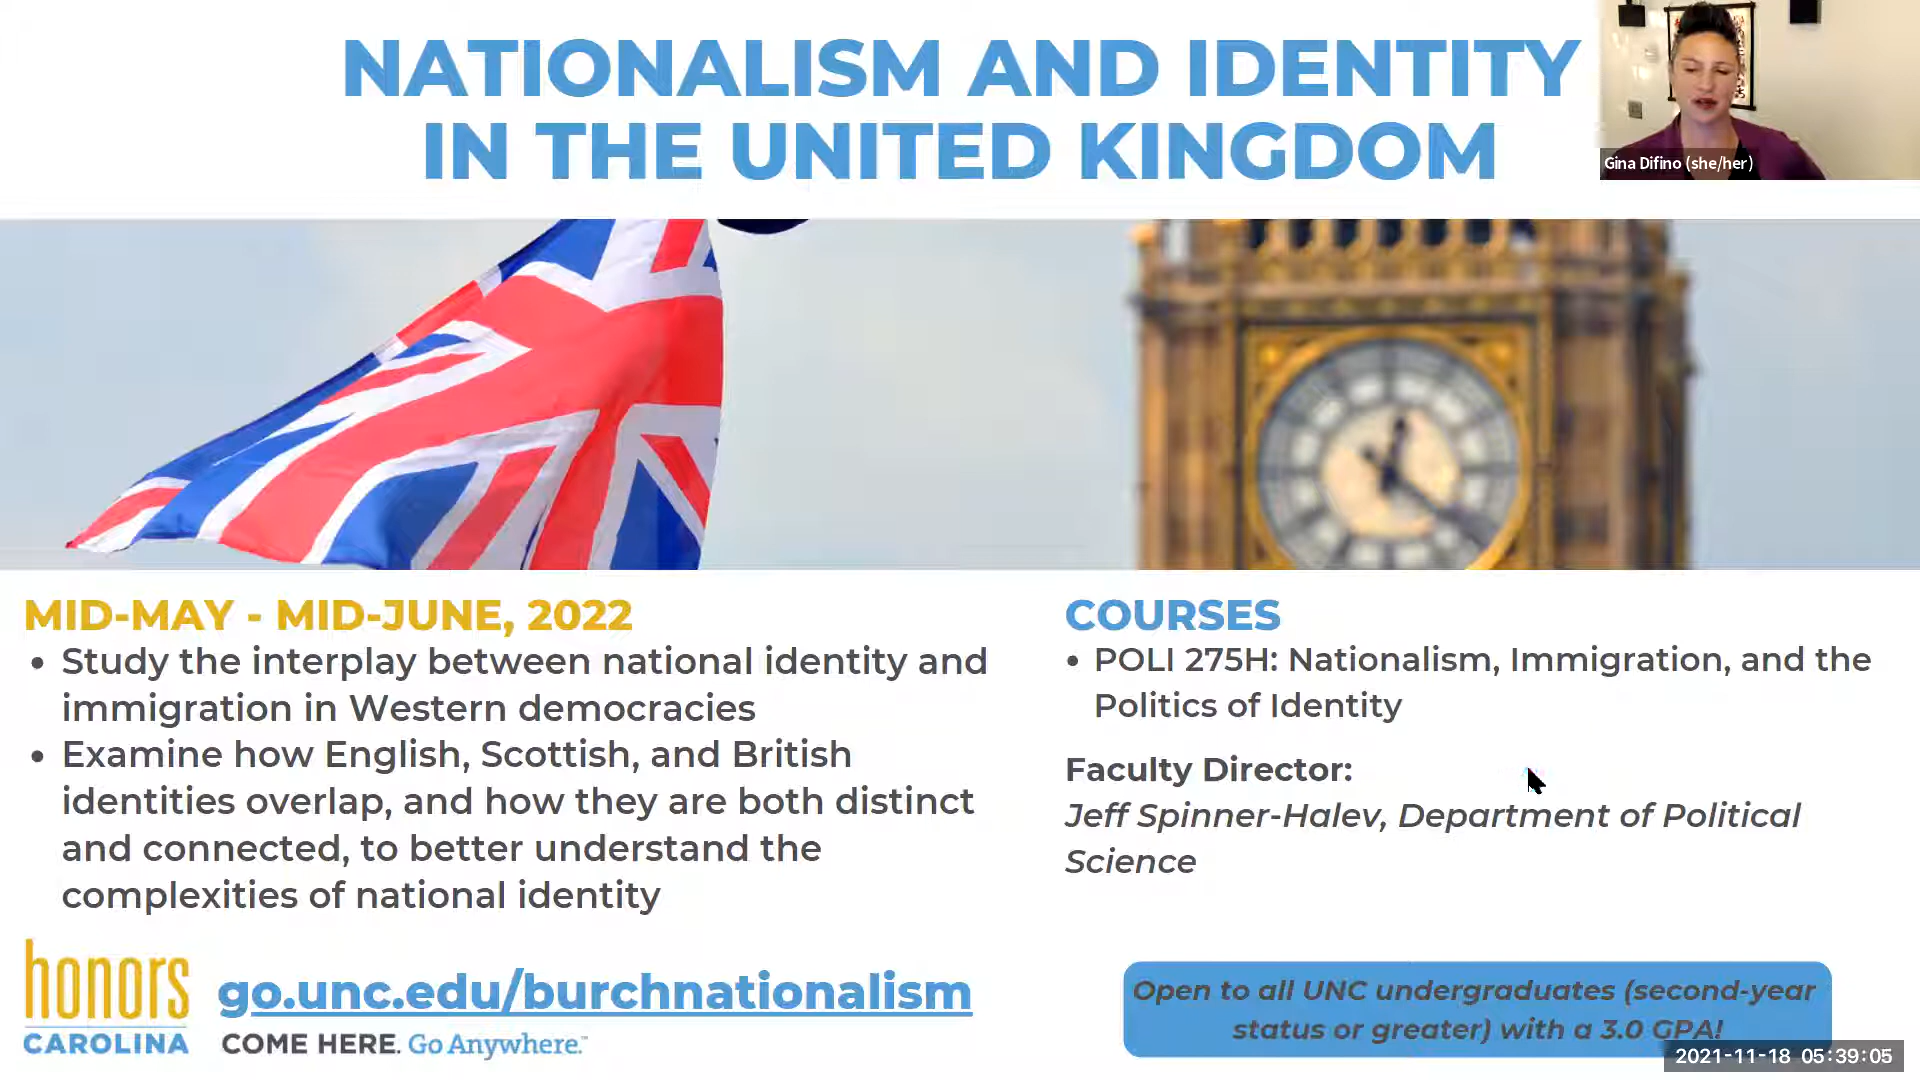 NATIONALISM AND IDENTITY
IN THE UNITED KINGDOM
Gina Difino (she/her)
MID-MAY - MID-JUNE, 2022
• Study the interplay between national identity and
immigration in Western democracies
• Examine how English, Scottish, and British
identities overlap, and how they are both distinct
and connected, to better understand the
complexities of national identity
COURSES
• POLI 275H: Nationalism, Immigration, and the
Politics of Identity
Faculty Director:
Jeff Spinner-Halev, Department of Political
Science
honors
CAROLINA
go.unc.edu/burchnationalism
COME HERE. Go Anywhere.™
Open to all UNC undergraduates (second-year
status or greater) with a 3.0 GPA!
2021-11-18 05:39:05